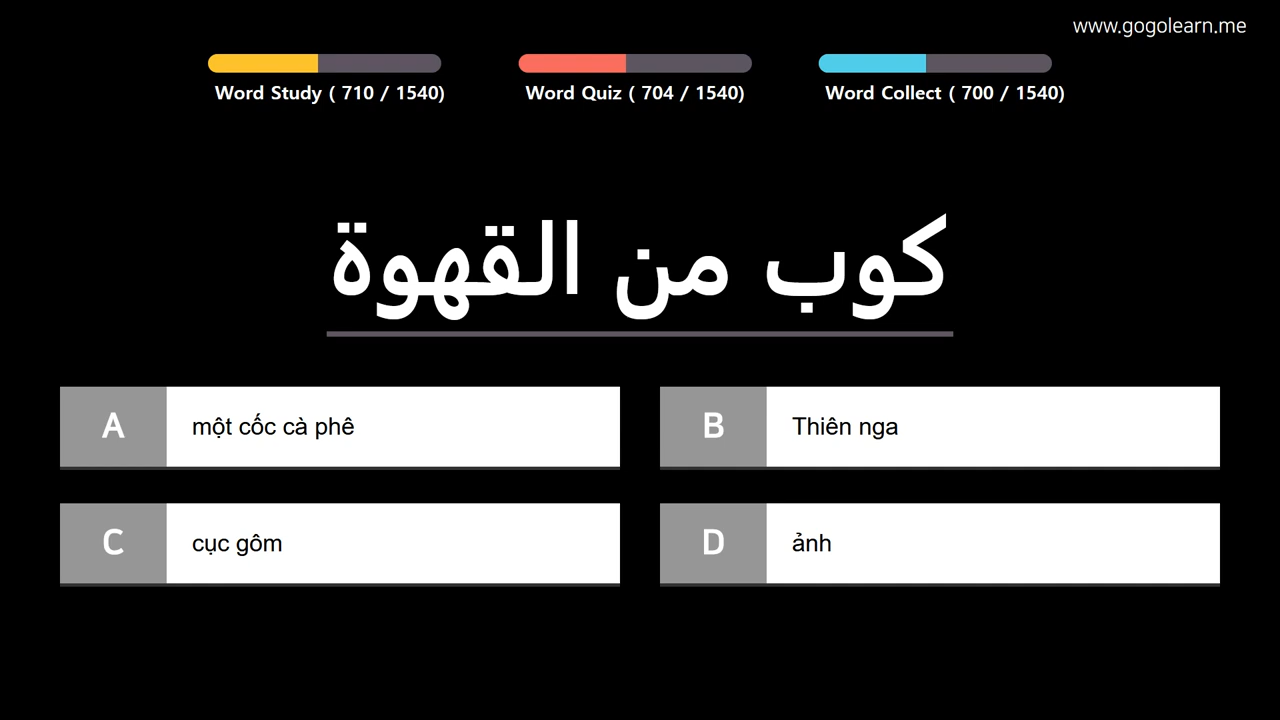 www.gogolearn.me
Word Study ( 710 / 1540)
Word Quiz ( 704 / 1540)
Word Collect ( 700 / 1540)
كوب من القهوة
A
một cốc cà phê
B
Thiên nga
C
cục gôm
D
ảnh